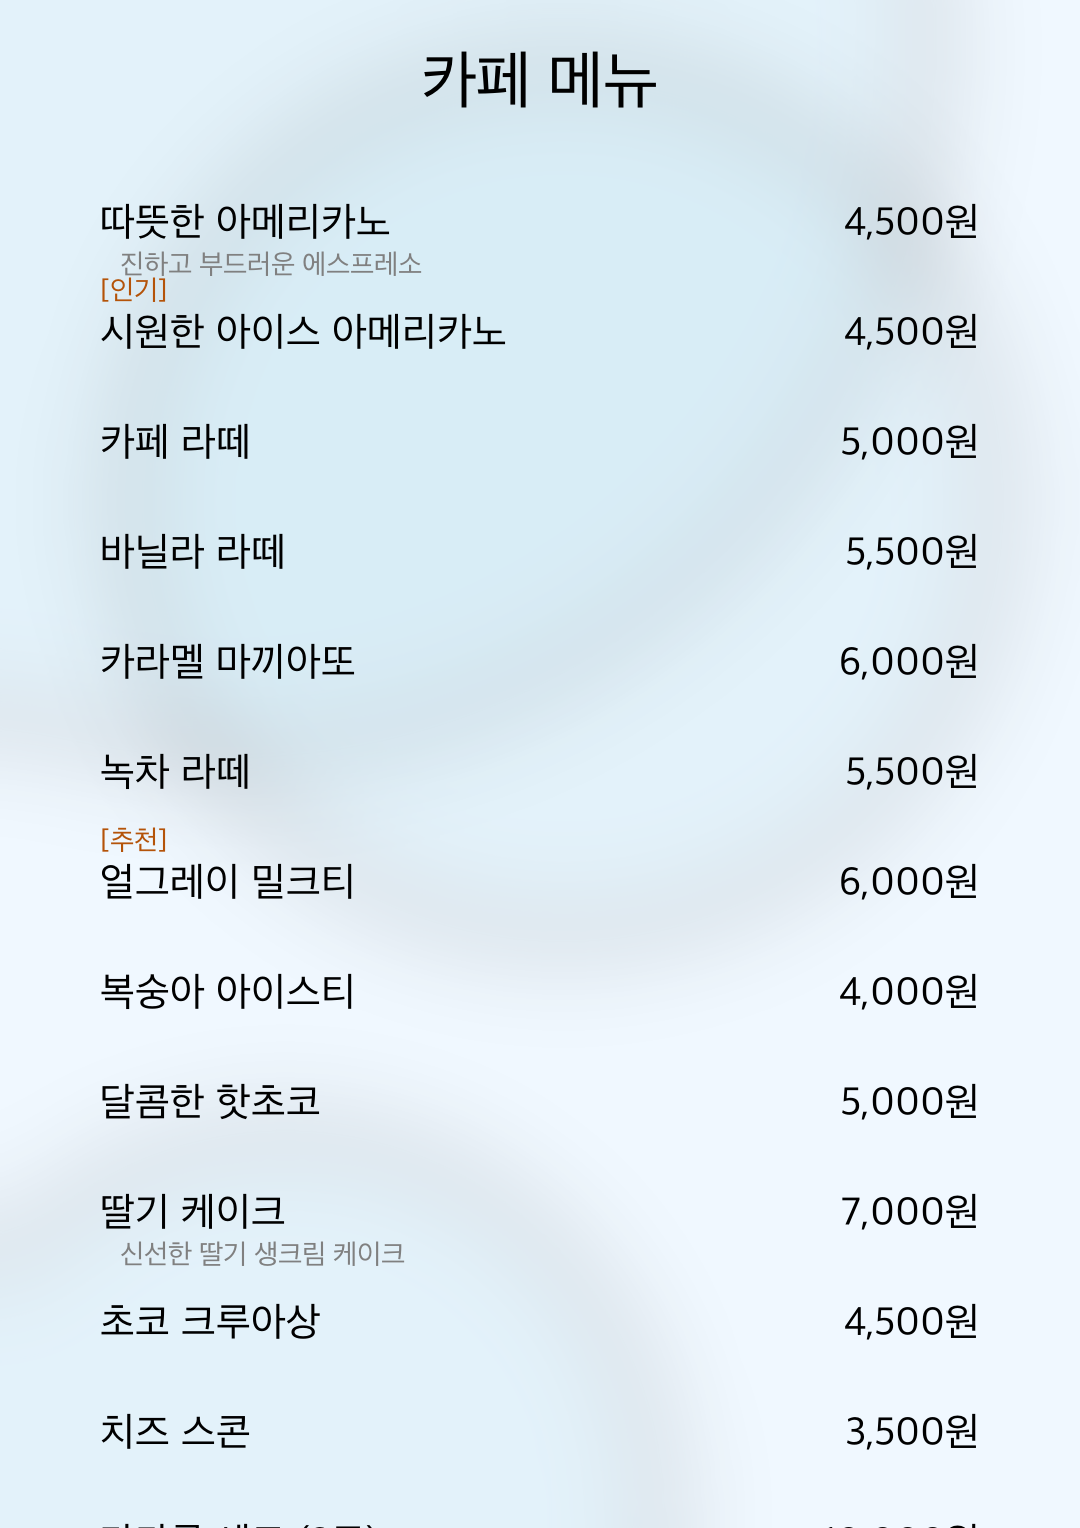 카페 메뉴
따뜻한 아메리카노 4,500원
진하고 부드러운 에스프레소
[인기]
시원한 아이스 아메리카노 4,500원
카페 라떼 5,000원
바닐라 라떼 5,500원
카라멜 마끼아또 6,000원
녹차 라떼 5,500원
[추천]
얼그레이 밀크티 6,000원
복숭아 아이스티 4,000원
달콤한 핫초코 5,000원
딸기 케이크 7,000원
신선한 딸기 생크림 케이크
초코 크루아상 4,500원
치즈 스콘 3,500원